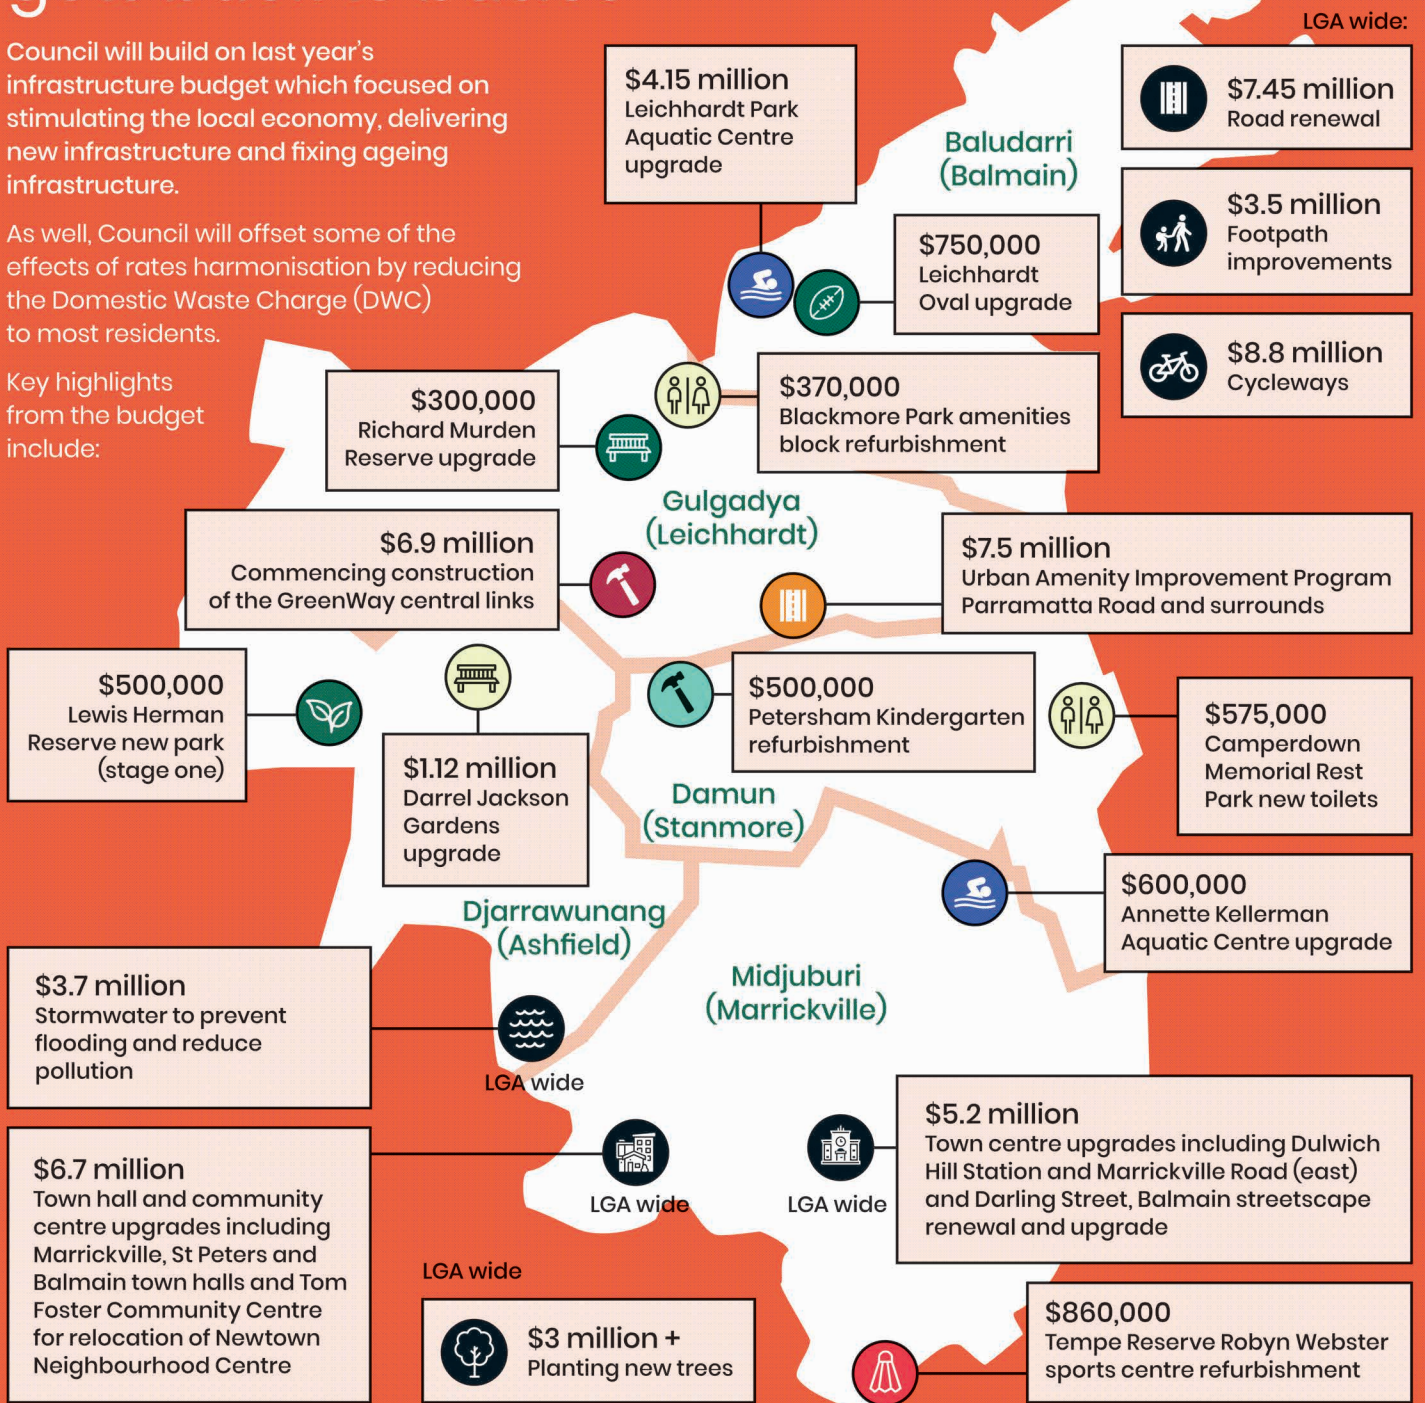 Council will build on last year's
infrastructure budget which focused on
stimulating the local economy, delivering
new infrastructure and fixing ageing
infrastructure.
As well, Council will offset some of the
effects of rates harmonisation by reducing
the Domestic Waste Charge (DWC)
to most residents.
Key highlights
from the budget
include:
LGA wide:
$7.45 million
Road renewal
$3.5 million
Footpath
improvements
$8.8 million
Cycleways
$4.15 million
Leichhardt Park
Aquatic Centre
upgrade
Baludarri
(Balmain)
$750,000
Leichhardt
Oval upgrade
$370,000
Blackmore Park amenities
block refurbishment
$300,000
Richard Murden
Reserve upgrade
Gulgadya
(Leichhardt)
$6.9 million
Commencing construction
of the GreenWay central links
$7.5 million
Urban Amenity Improvement Program
Parramatta Road and surrounds
$500,000
Lewis Herman
Reserve new park
(stage one)
$1.12 million
Darrel Jackson
Gardens
upgrade
$500,000
Petersham Kindergarten
refurbishment
$575,000
Camperdown
Memorial Rest
Park new toilets
Damun
(Stanmore)
$600,000
Annette Kellerman
Aquatic Centre upgrade
Djarrawunang
(Ashfield)
Midjuburi
(Marrickville)
$3.7 million
Stormwater to prevent
flooding and reduce
pollution
LGA wide
$6.7 million
Town hall and community
centre upgrades including
Marrickville, St Peters and
Balmain town halls and Tom
Foster Community Centre
for relocation of Newtown
Neighbourhood Centre
LGA wide
LGA wide
$5.2 million
Town centre upgrades including Dulwich
Hill Station and Marrickville Road (east)
and Darling Street, Balmain streetscape
renewal and upgrade
LGA wide
$3 million +
Planting new trees
$860,000
Tempe Reserve Robyn Webster
sports centre refurbishment